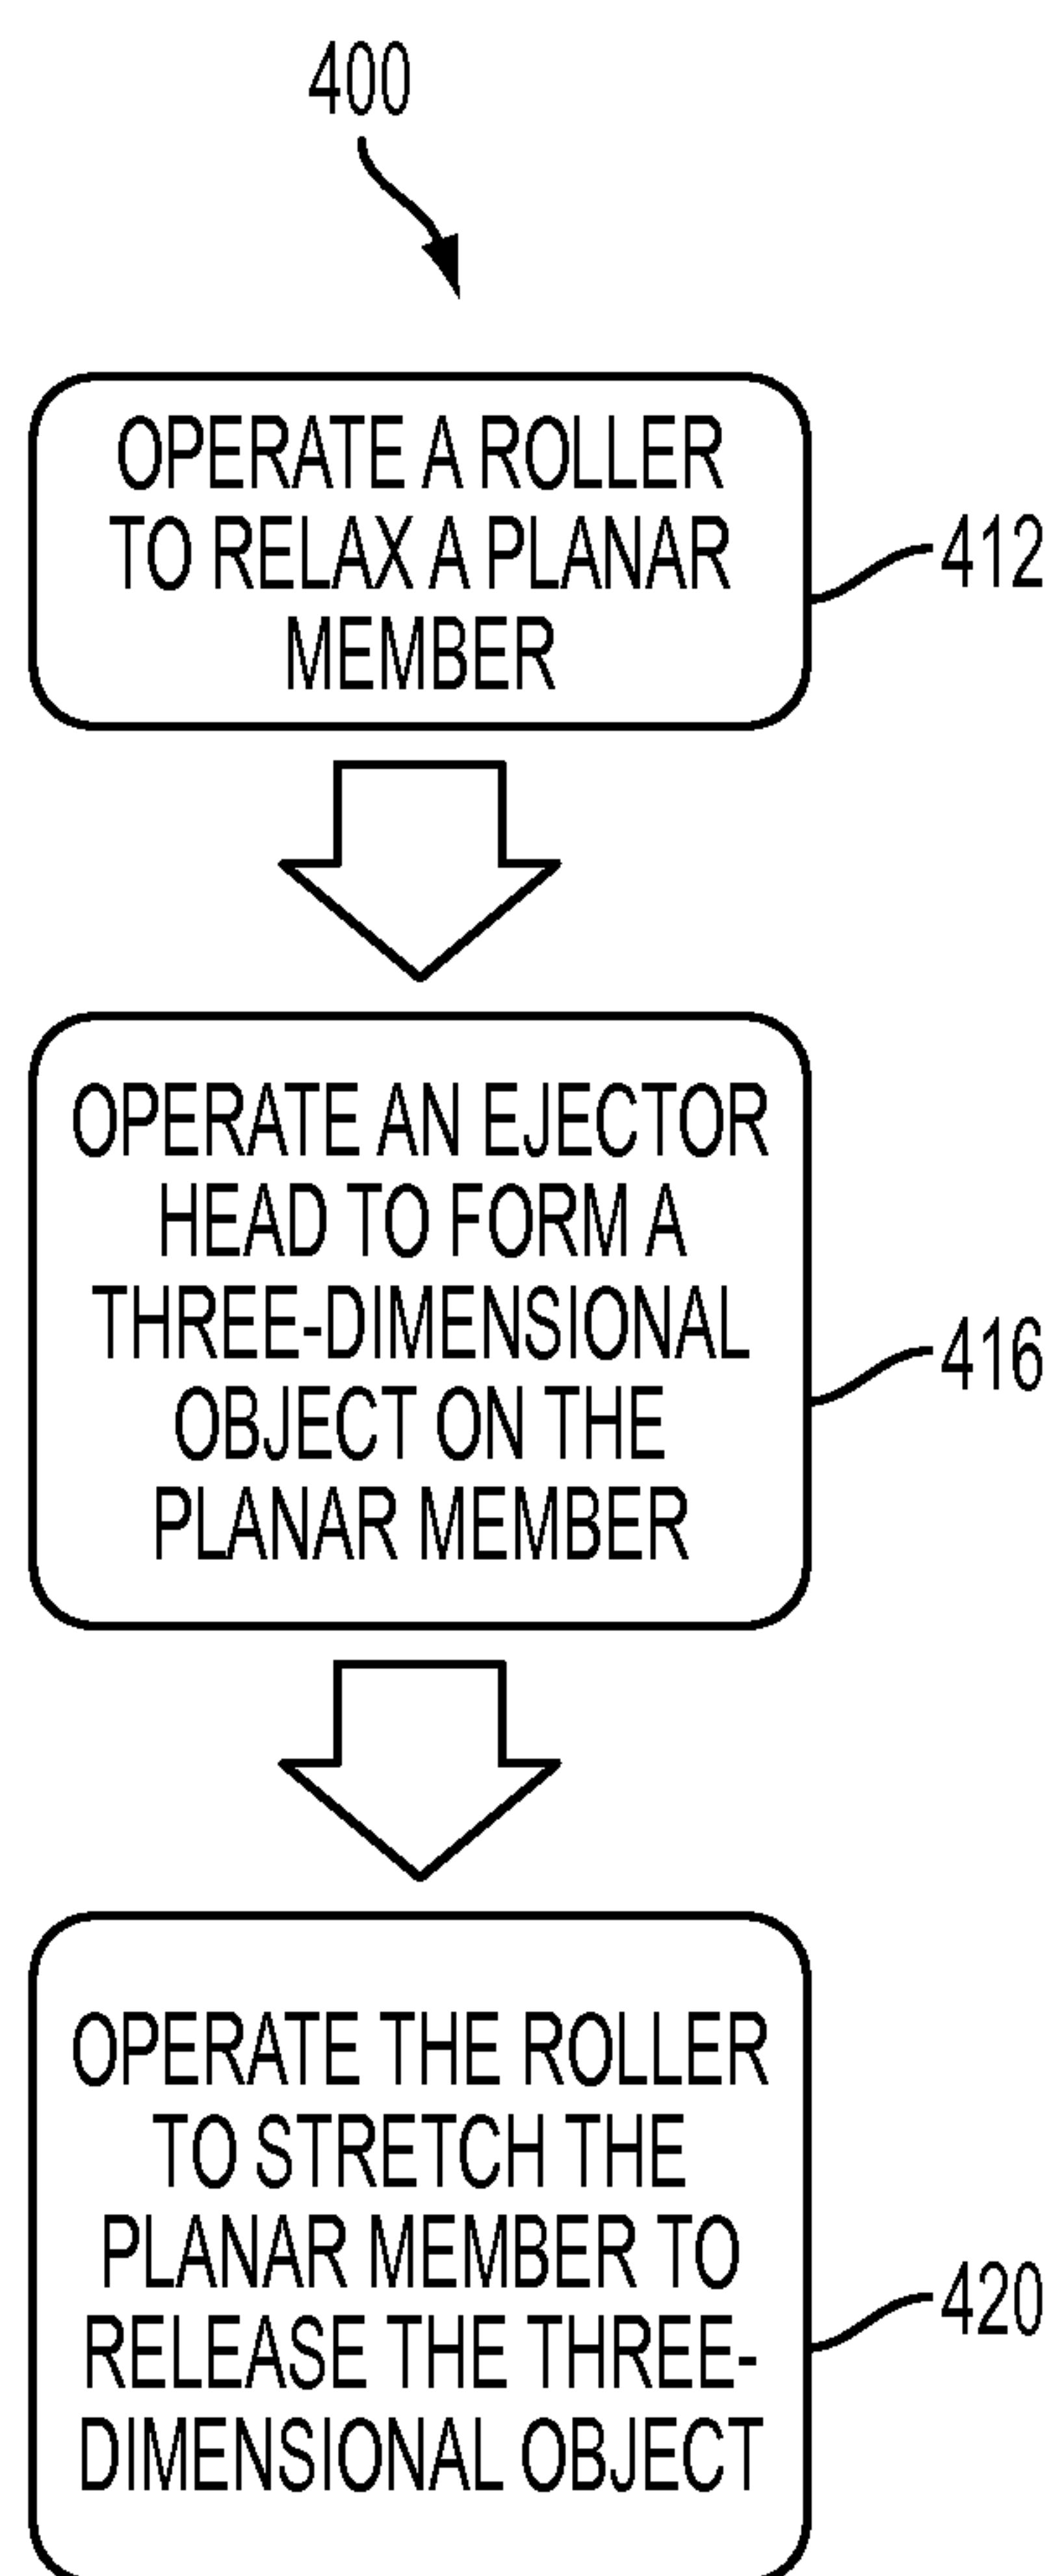 400
OPERATE A ROLLER
TO RELAX A PLANAR
MEMBER
412
OPERATE AN EJECTOR
HEAD TO FORM A
THREE-DIMENSIONAL
OBJECT ON THE
PLANAR MEMBER
416
OPERATE THE ROLLER
TO STRETCH THE
PLANAR MEMBER TO
RELEASE THE THREE-
DIMENSIONAL OBJECT
420